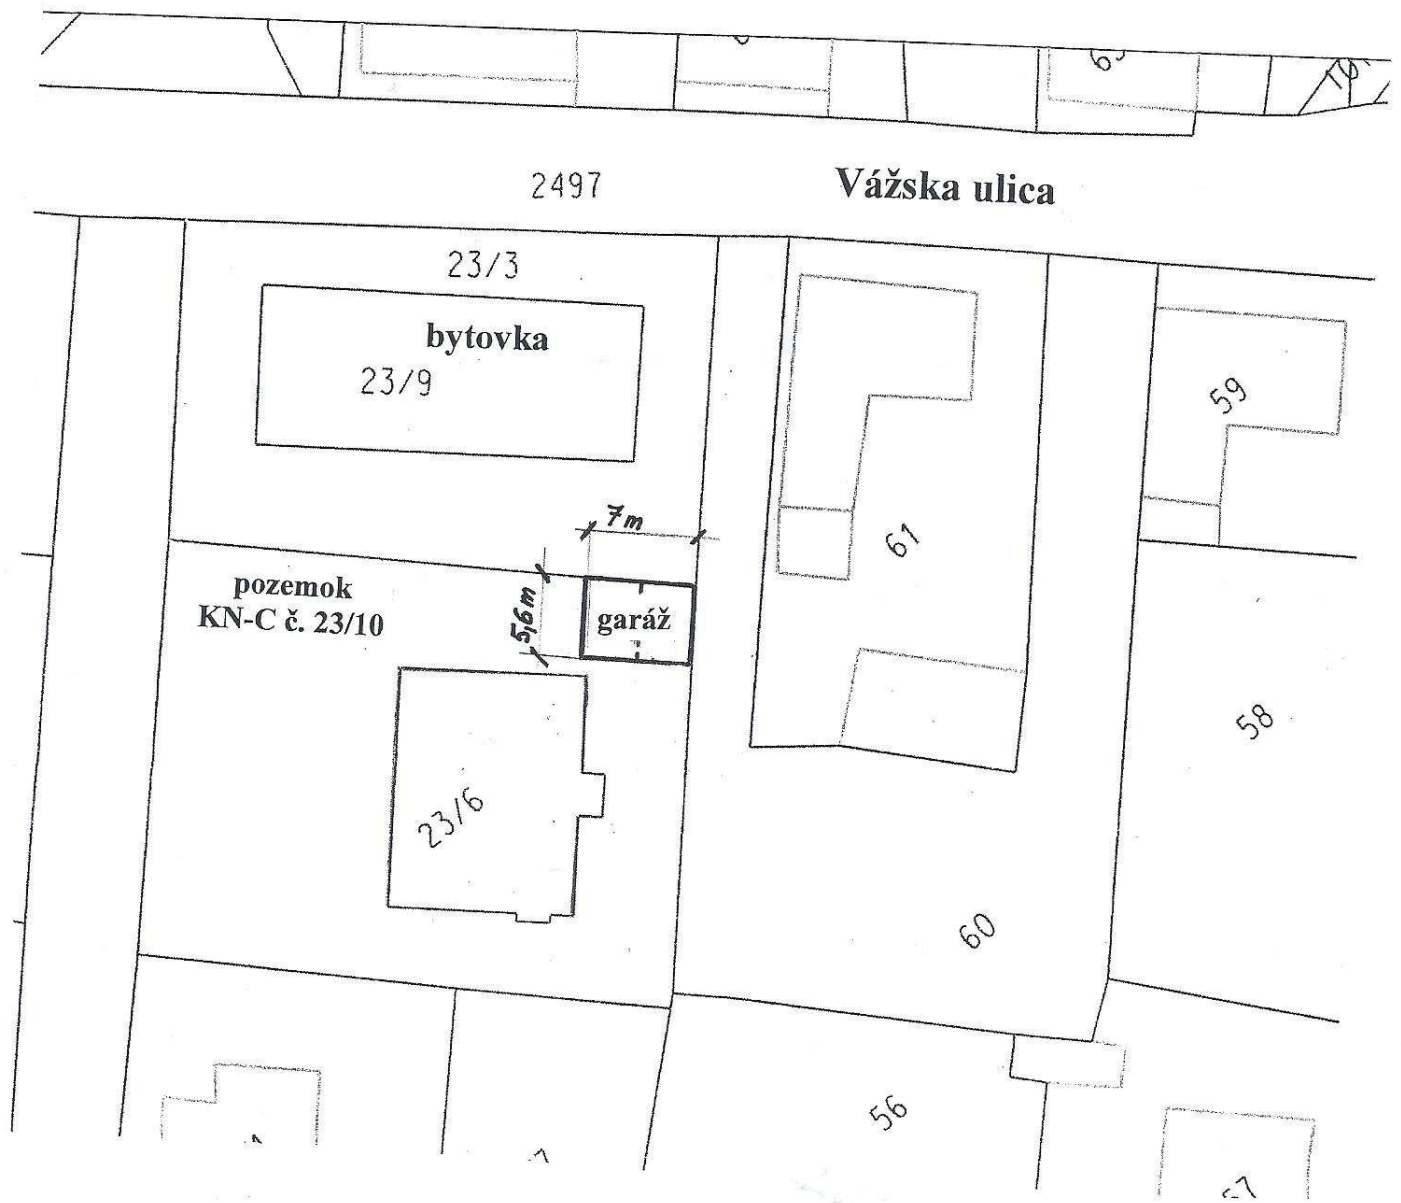 2497
Vážska ulica
23/3
bytovka
23/9
59
7m
61
pozemok
KN-C č. 23/10
5,6m
garáž
58
23/6
60
56
57